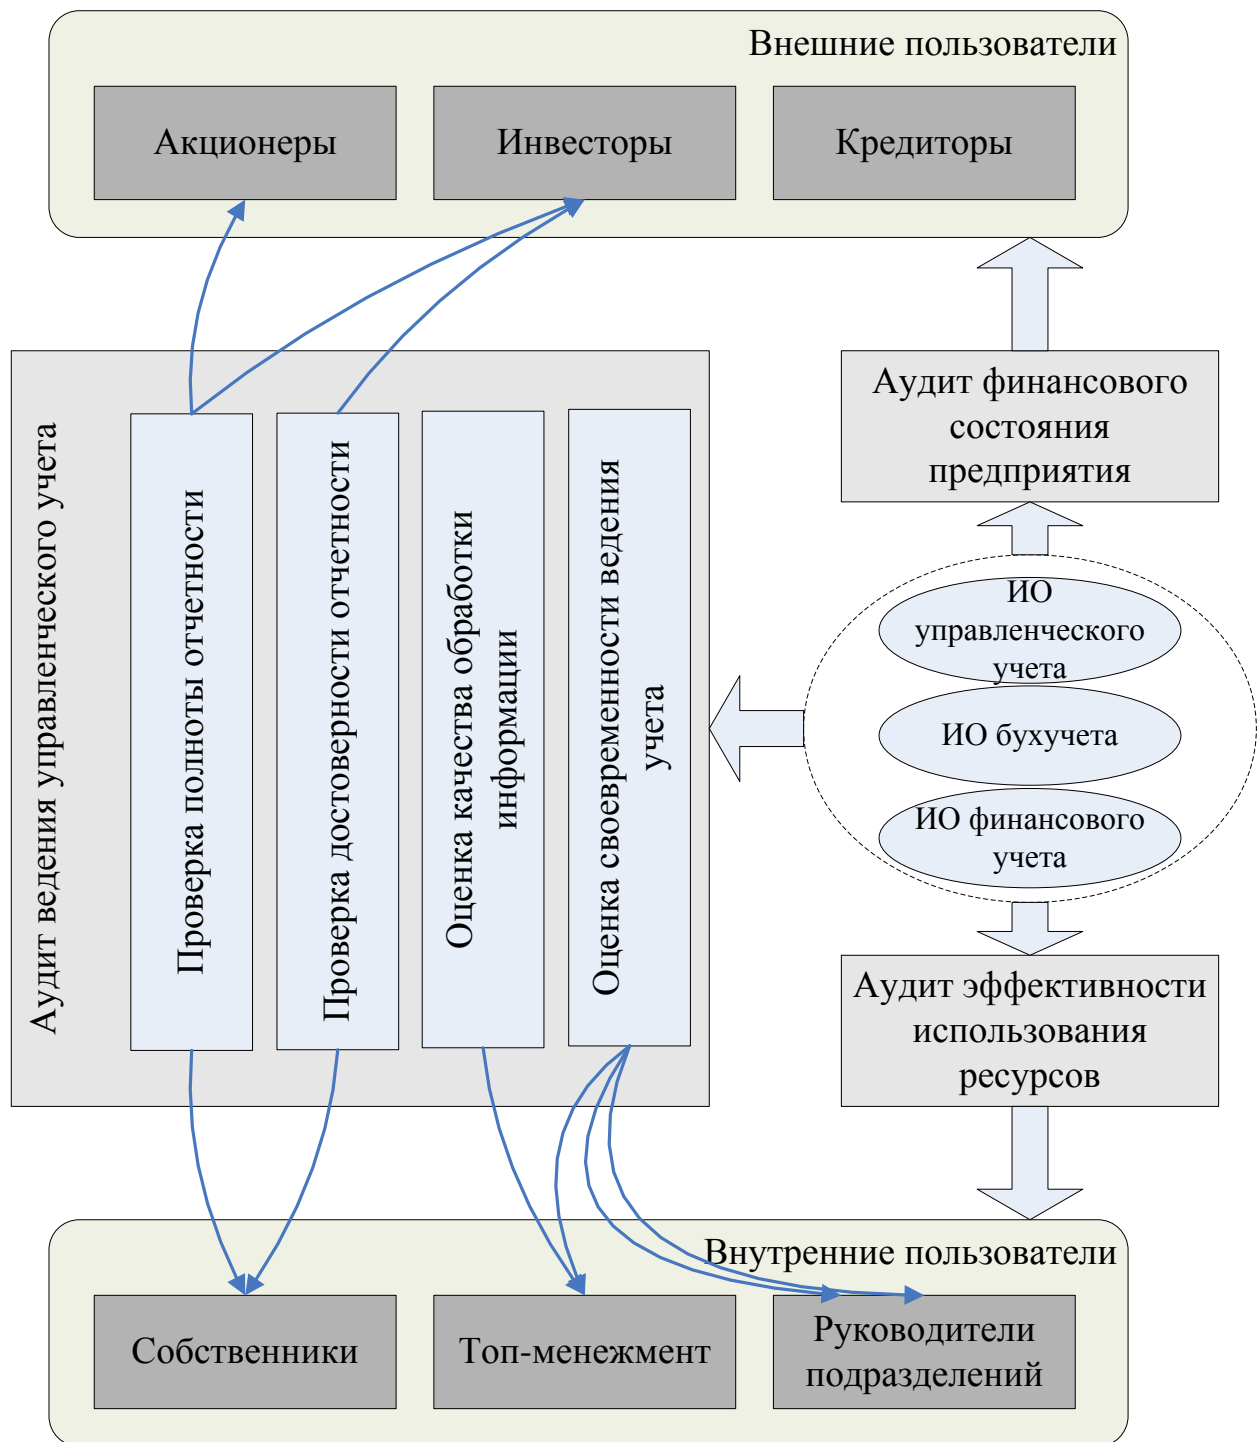 Внешние пользователи
Акционеры
Инвесторы
Кредиторы
Аудит ведения управленческого учета
Проверка полноты отчетности
Проверка достоверности отчетности
Оценка качества обработки
информации
Оценка своевременности ведения
учета
Аудит финансового
состояния
предприятия
ИО
управленческого
учета
ИО бухучета
ИО финансового
учета
Аудит эффективности
использования
ресурсов
Внутренние пользователи
Собственники
Топ-менежмент
Руководители
подразделений